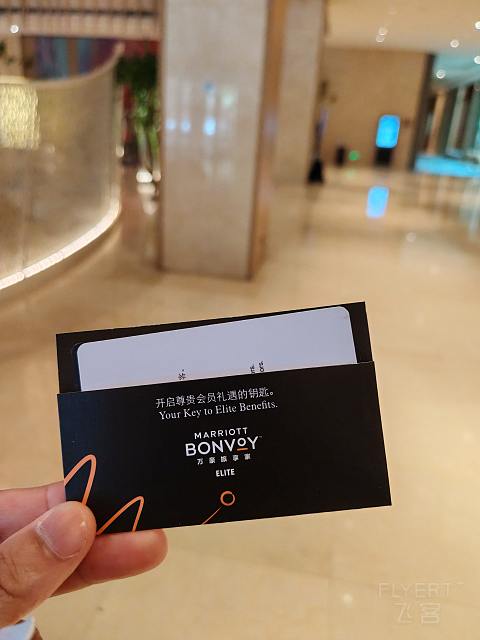 开启尊贵会员礼遇的钥匙。
Your Key to Elite Benefits.
MARRIOTT
BONVOY™
万豪旅享家
ELITE
FLYERT
飞客